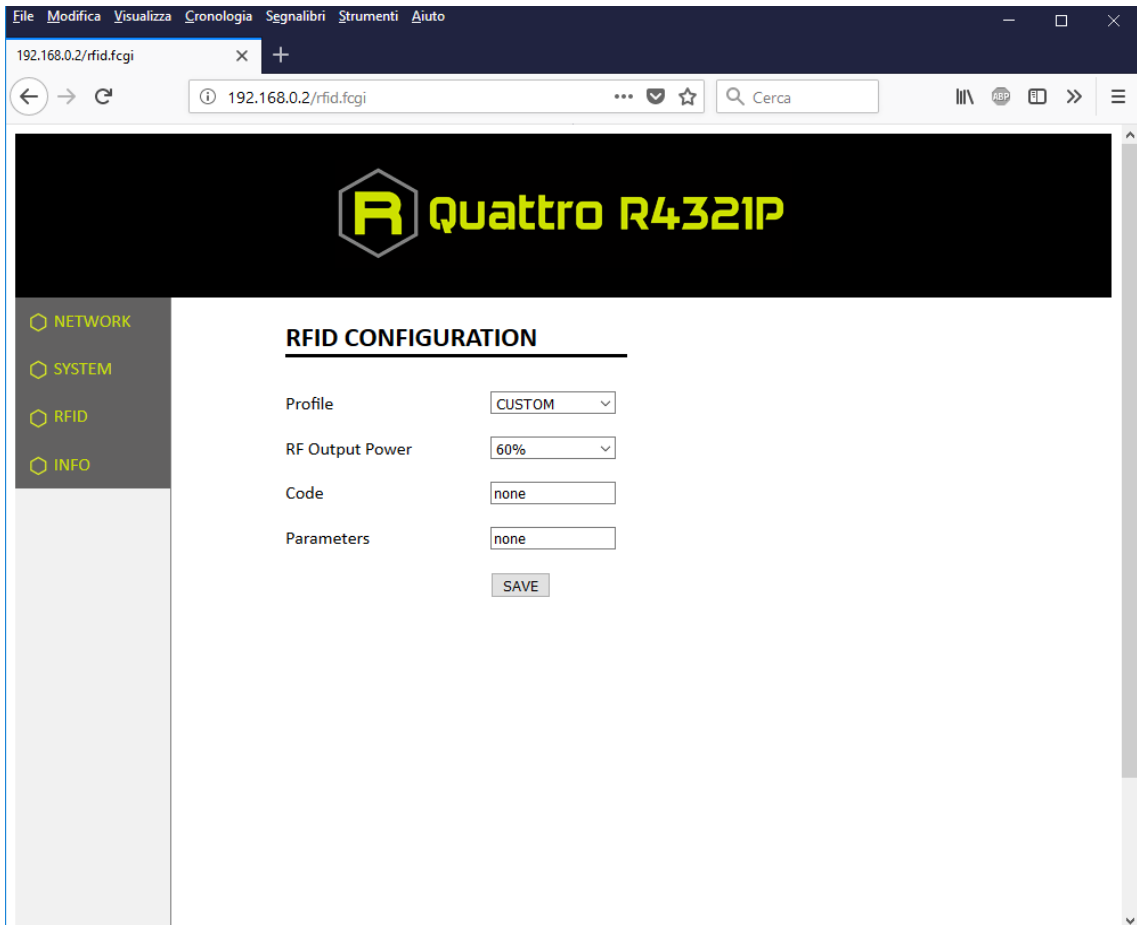 File Modifica Visualizza Cronologia Segnalibri Strumenti Aiuto
192.168.0.2/rfid.fcgi
192.168.0.2/rfid.fcgi
Cerca
ABP
R Quattro R4321P
NETWORK
SYSTEM
RFID
INFO
RFID CONFIGURATION
Profile CUSTOM
RF Output Power 60%
Code none
Parameters none
SAVE